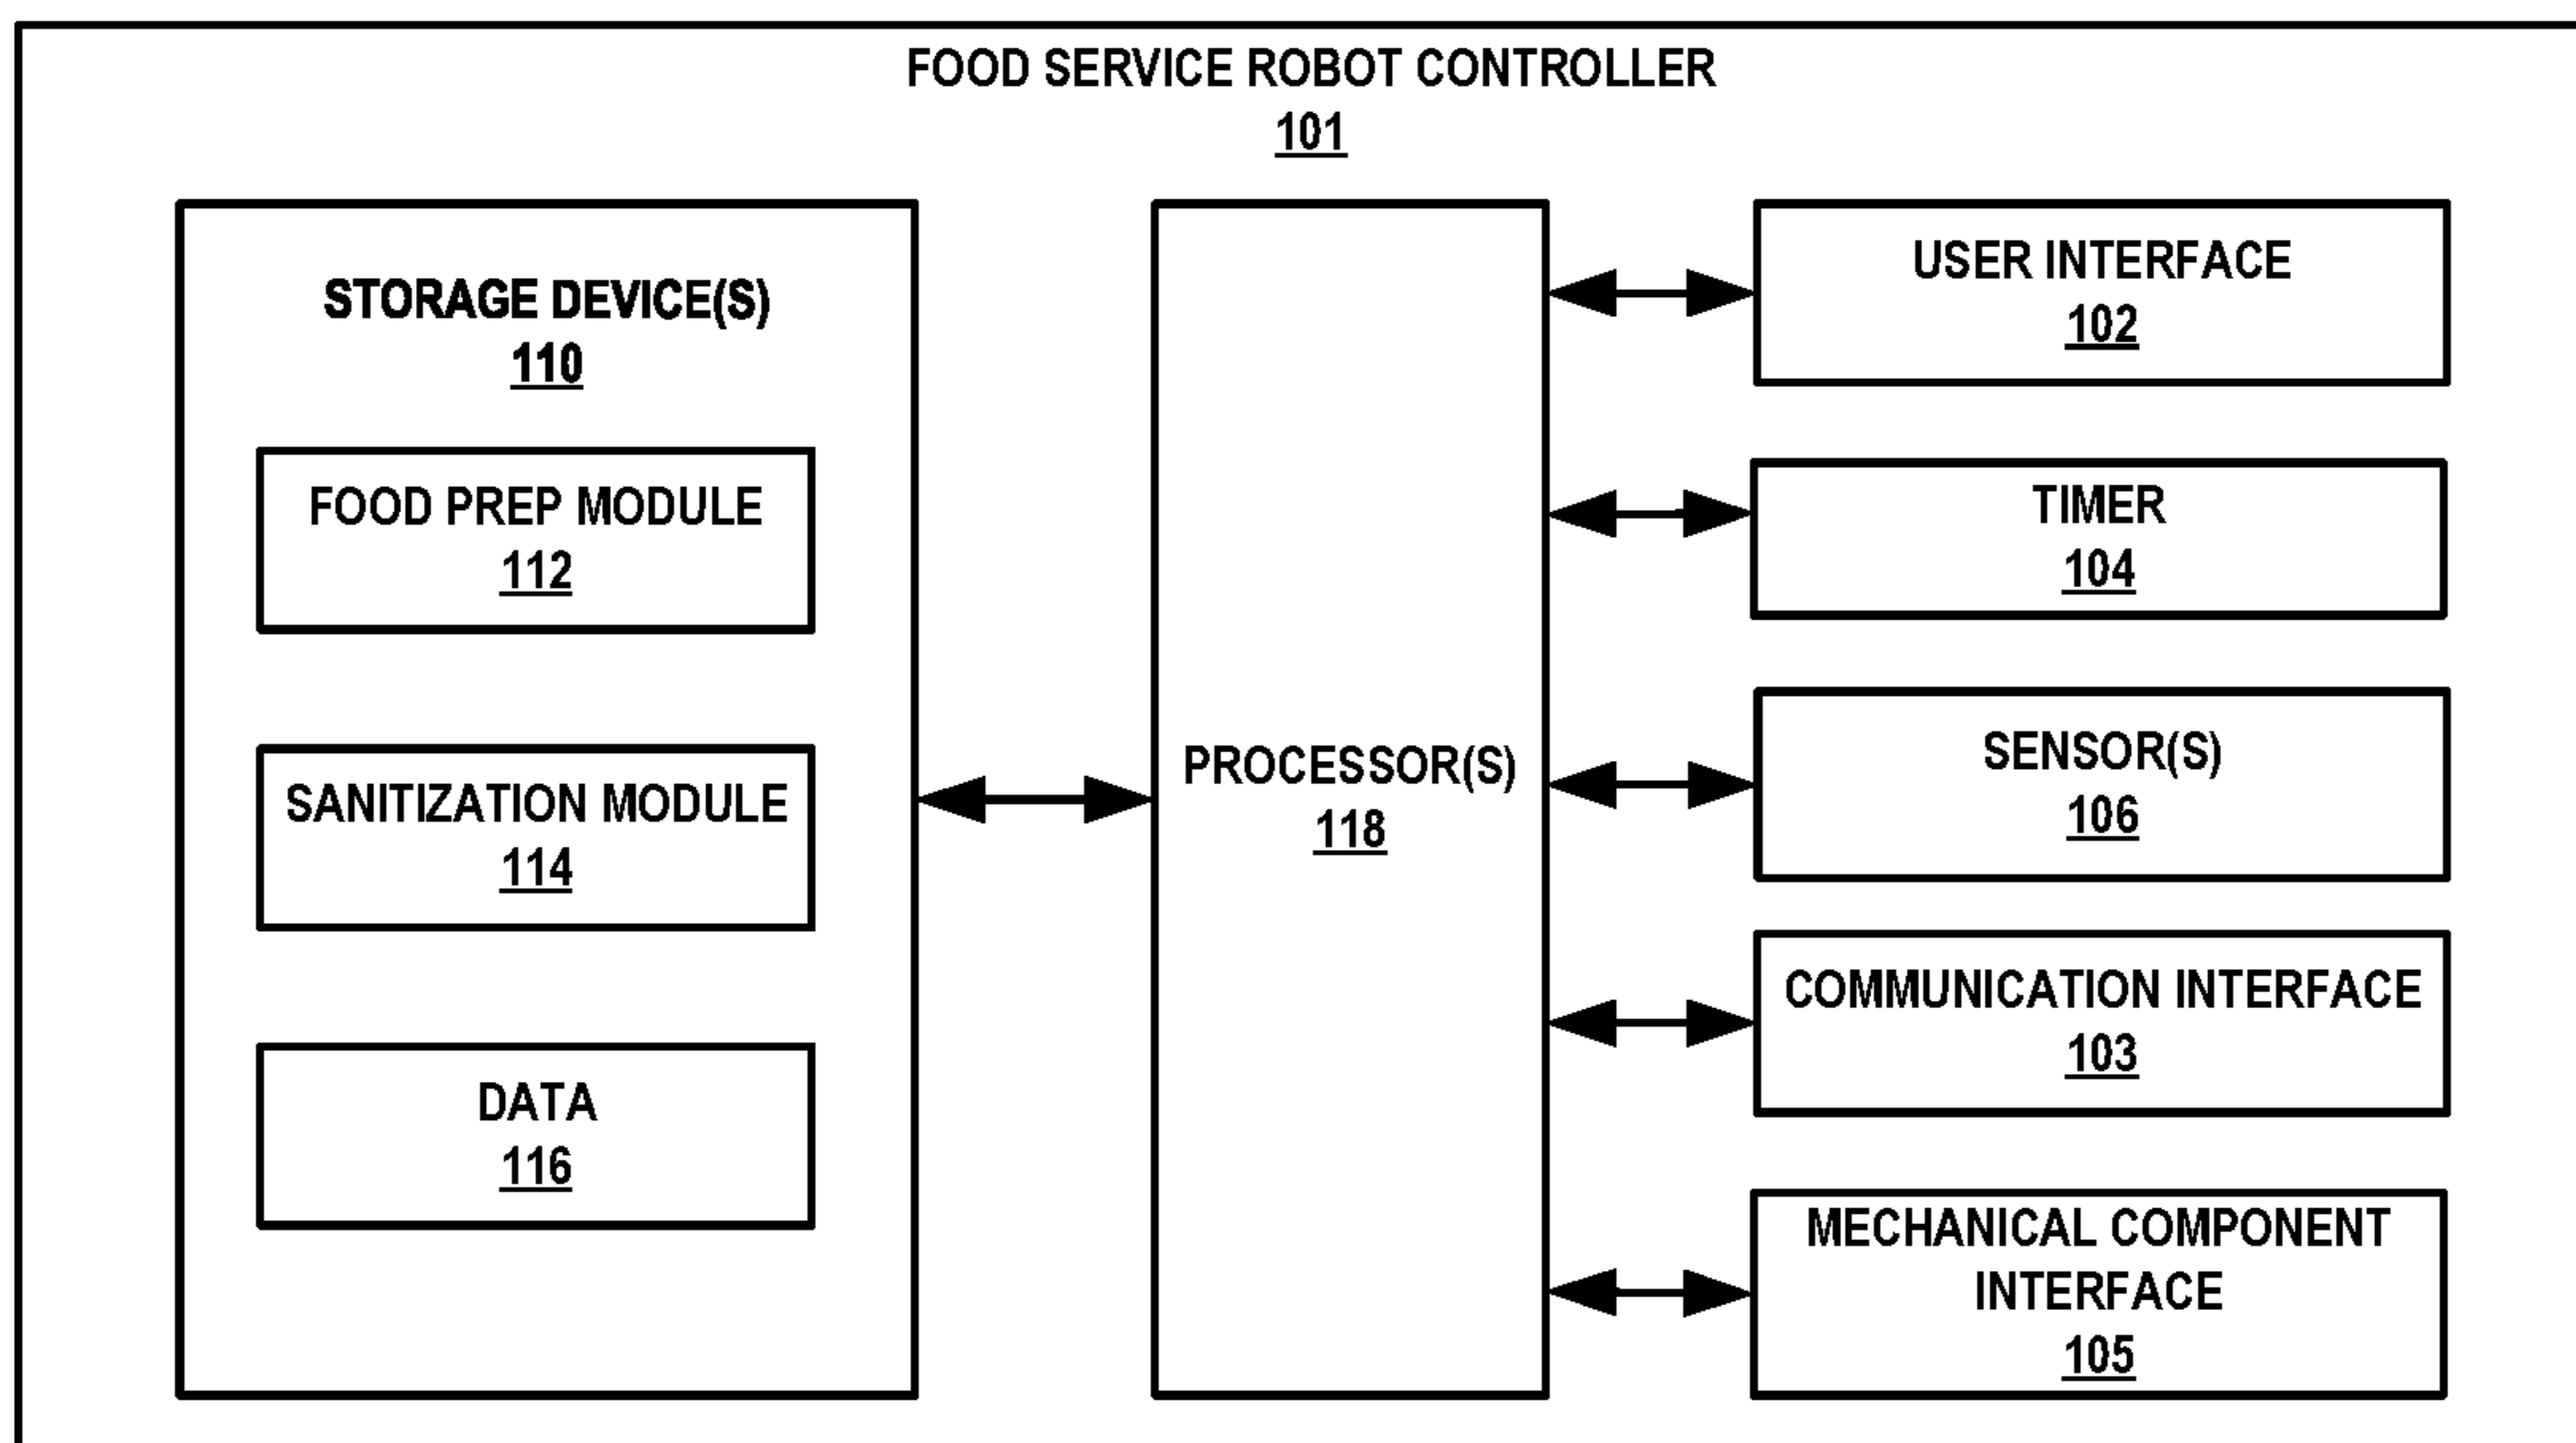 FOOD SERVICE ROBOT CONTROLLER
101
STORAGE DEVICE(S)
110
FOOD PREP MODULE
112
SANITIZATION MODULE
114
DATA
116
PROCESSOR(S)
118
USER INTERFACE
102
TIMER
104
SENSOR(S)
106
COMMUNICATION INTERFACE
103
MECHANICAL COMPONENT
INTERFACE
105